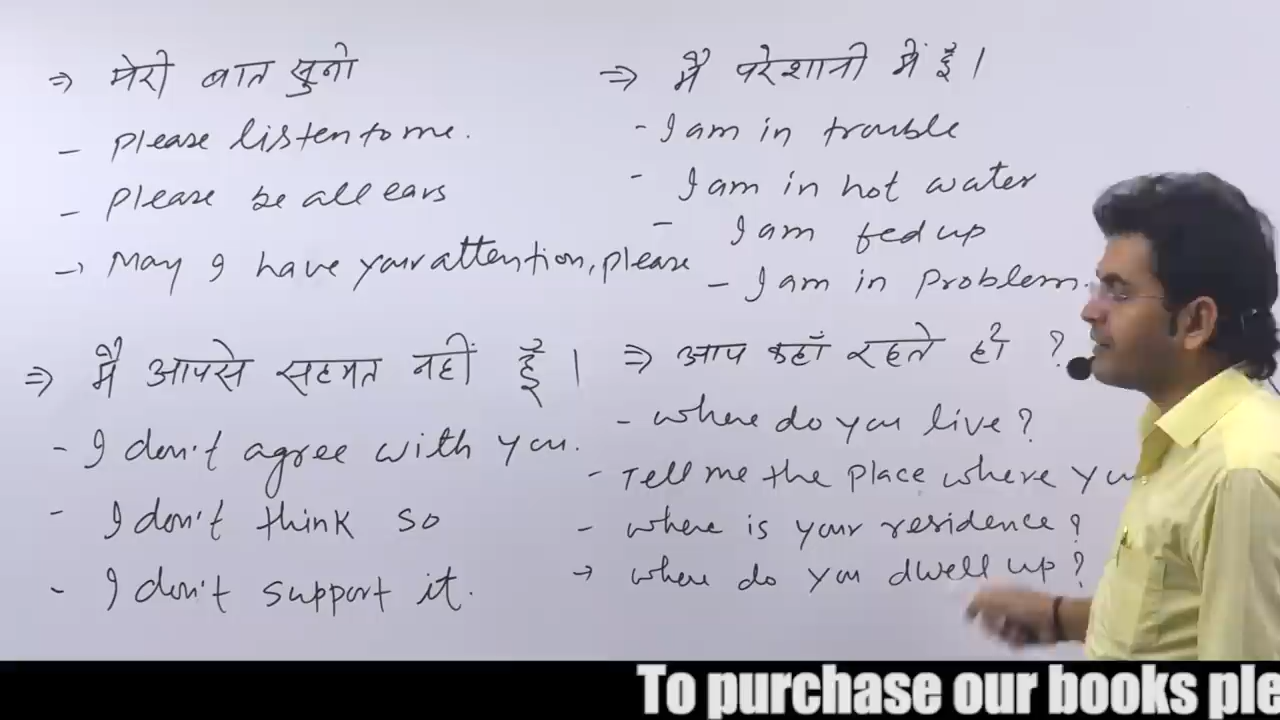 ⇒ मेरी बात सुनो
- Please listen to me.
- Please be all ears
→ May I have your attention, please
⇒ मैं परेशानी में हूँ।
- I am in trouble
- I am in hot water
- I am fed up
- I am in problem.
⇒ मैं आपसे सहमत नहीं हूँ।
- I don't agree with you.
- I don't think so
- I don't support it.
⇒ आप कहाँ रहते हो ?
- where do you live?
- Tell me the place where you
- where is your residence?
→ where do you dwell up?
To purchase our books ple